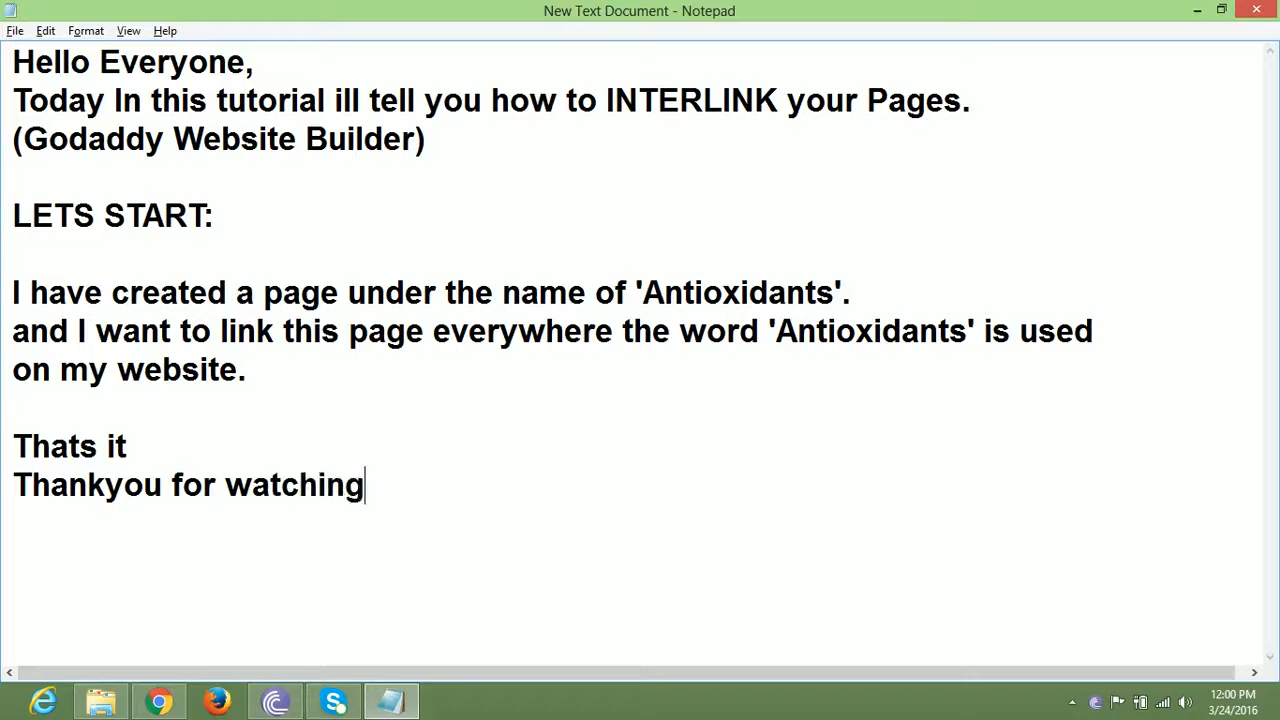 New Text Document - Notepad
File Edit Format View Help
Hello Everyone,
Today In this tutorial ill tell you how to INTERLINK your Pages.
(Godaddy Website Builder)
LETS START:
I have created a page under the name of 'Antioxidants'.
and I want to link this page everywhere the word 'Antioxidants' is used
on my website.
Thats it
Thankyou for watching
12:00 PM
3/24/2016